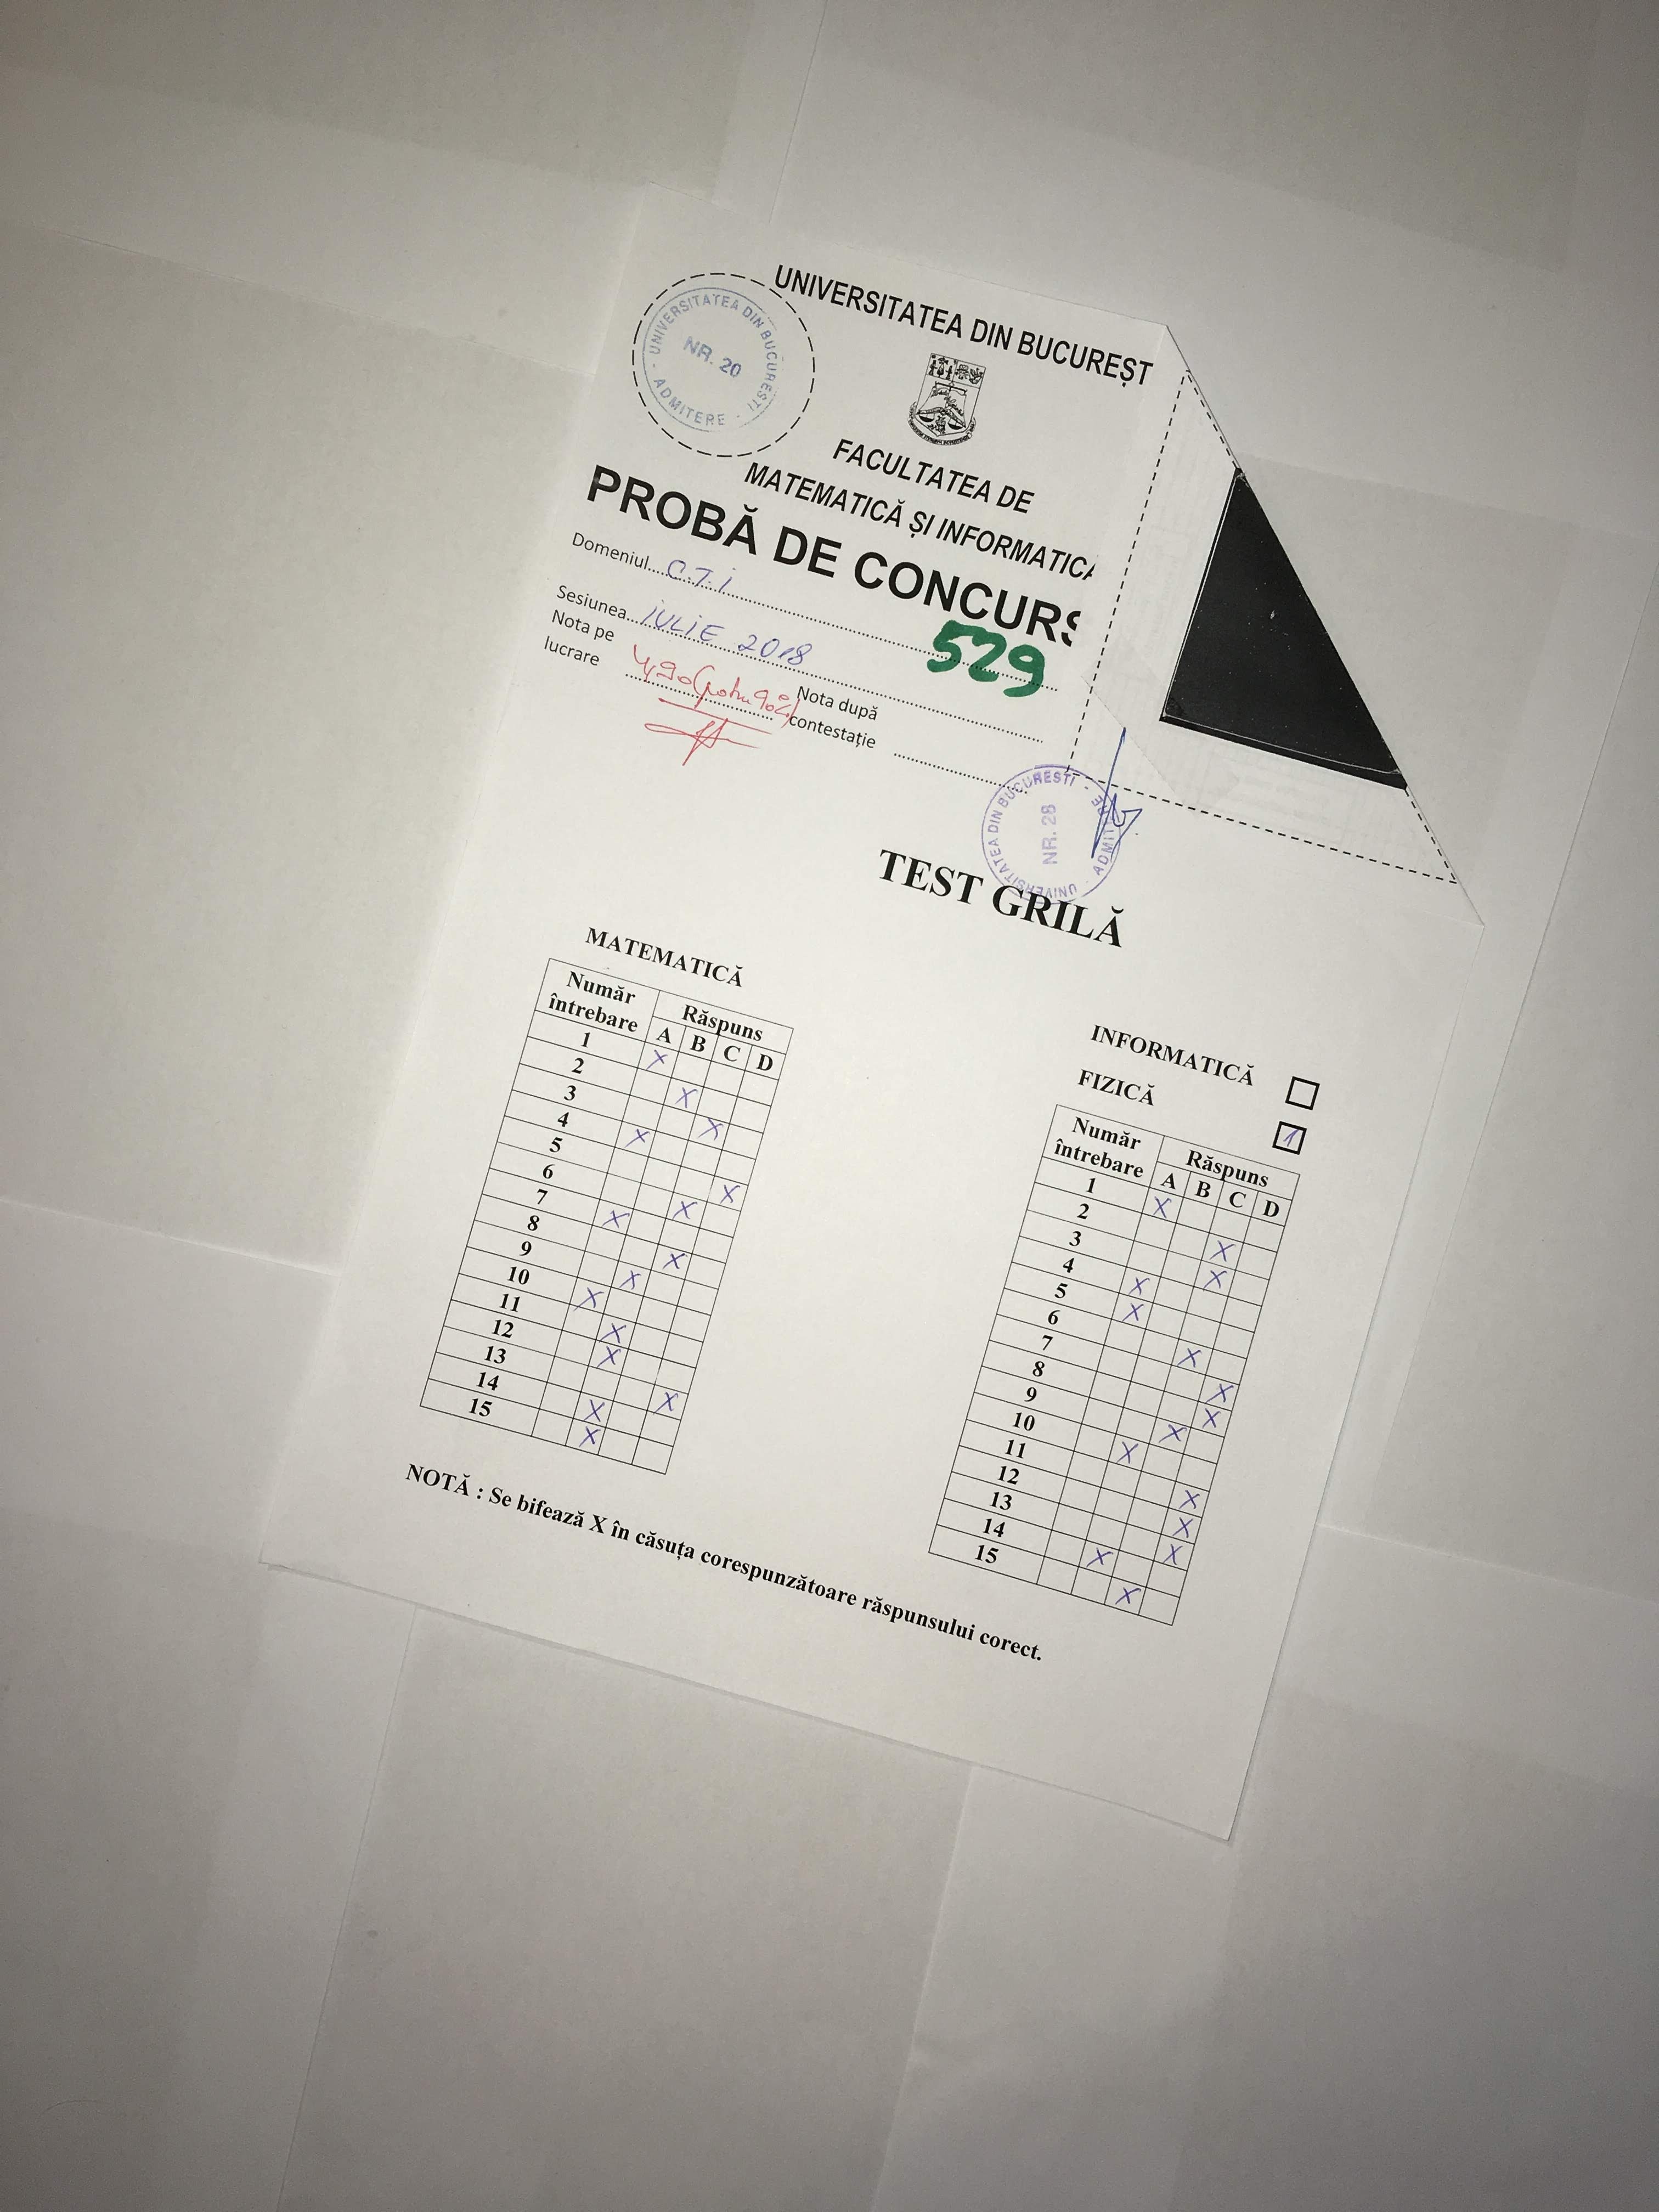 UNIVERSITATEA DIN BUCUREȘT
UNIVERSITATEA DIN BUCUREȘTI - ADMITERE -
NR. 20
FACULTATEA DE
MATEMATICĂ ȘI INFORMATICĂ
PROBĂ DE CONCURS
Domeniul....C.T.I.
Sesiunea...IULIE 2018
529
Nota pe
lucrare
4,90
Nota după
contestație
UNIVERSITATEA DIN BUCUREȘTI - ADMITERE -
NR. 28
TEST GRILĂ
MATEMATICĂ
Număr întrebare Răspuns
A B C D
1 X
2 X
3 X
4 X
5 X
6 X
7 X
8 X
9 X
10 X
11 X
12 X
13 X
14 X
15 X
INFORMATICĂ
FIZICĂ 1
Număr întrebare Răspuns
A B C D
1 X
2 X
3 X
4 X
5 X
6 X
7 X
8 X
9 X
10 X
11 X
12 X
13 X
14 X
15 X
NOTĂ : Se bifează X în căsuța corespunzătoare răspunsului corect.